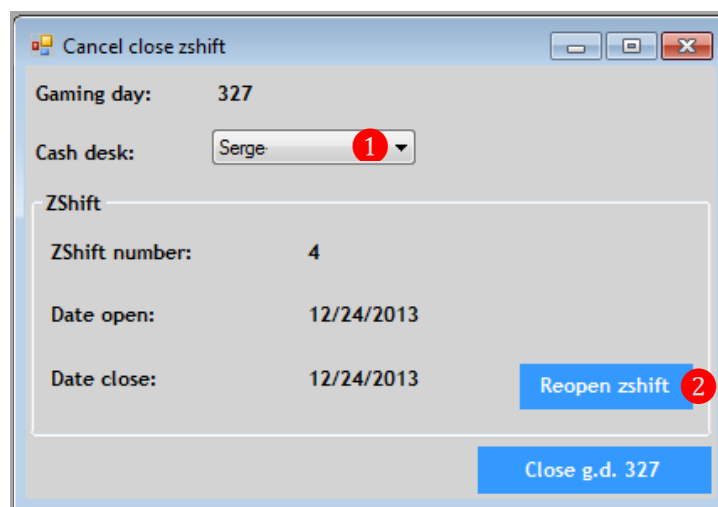 Cancel close zshift
Gaming day: 327
Cash desk: Serge 1
ZShift
ZShift number: 4
Date open: 12/24/2013
Date close: 12/24/2013
Reopen zshift 2
Close g.d. 327